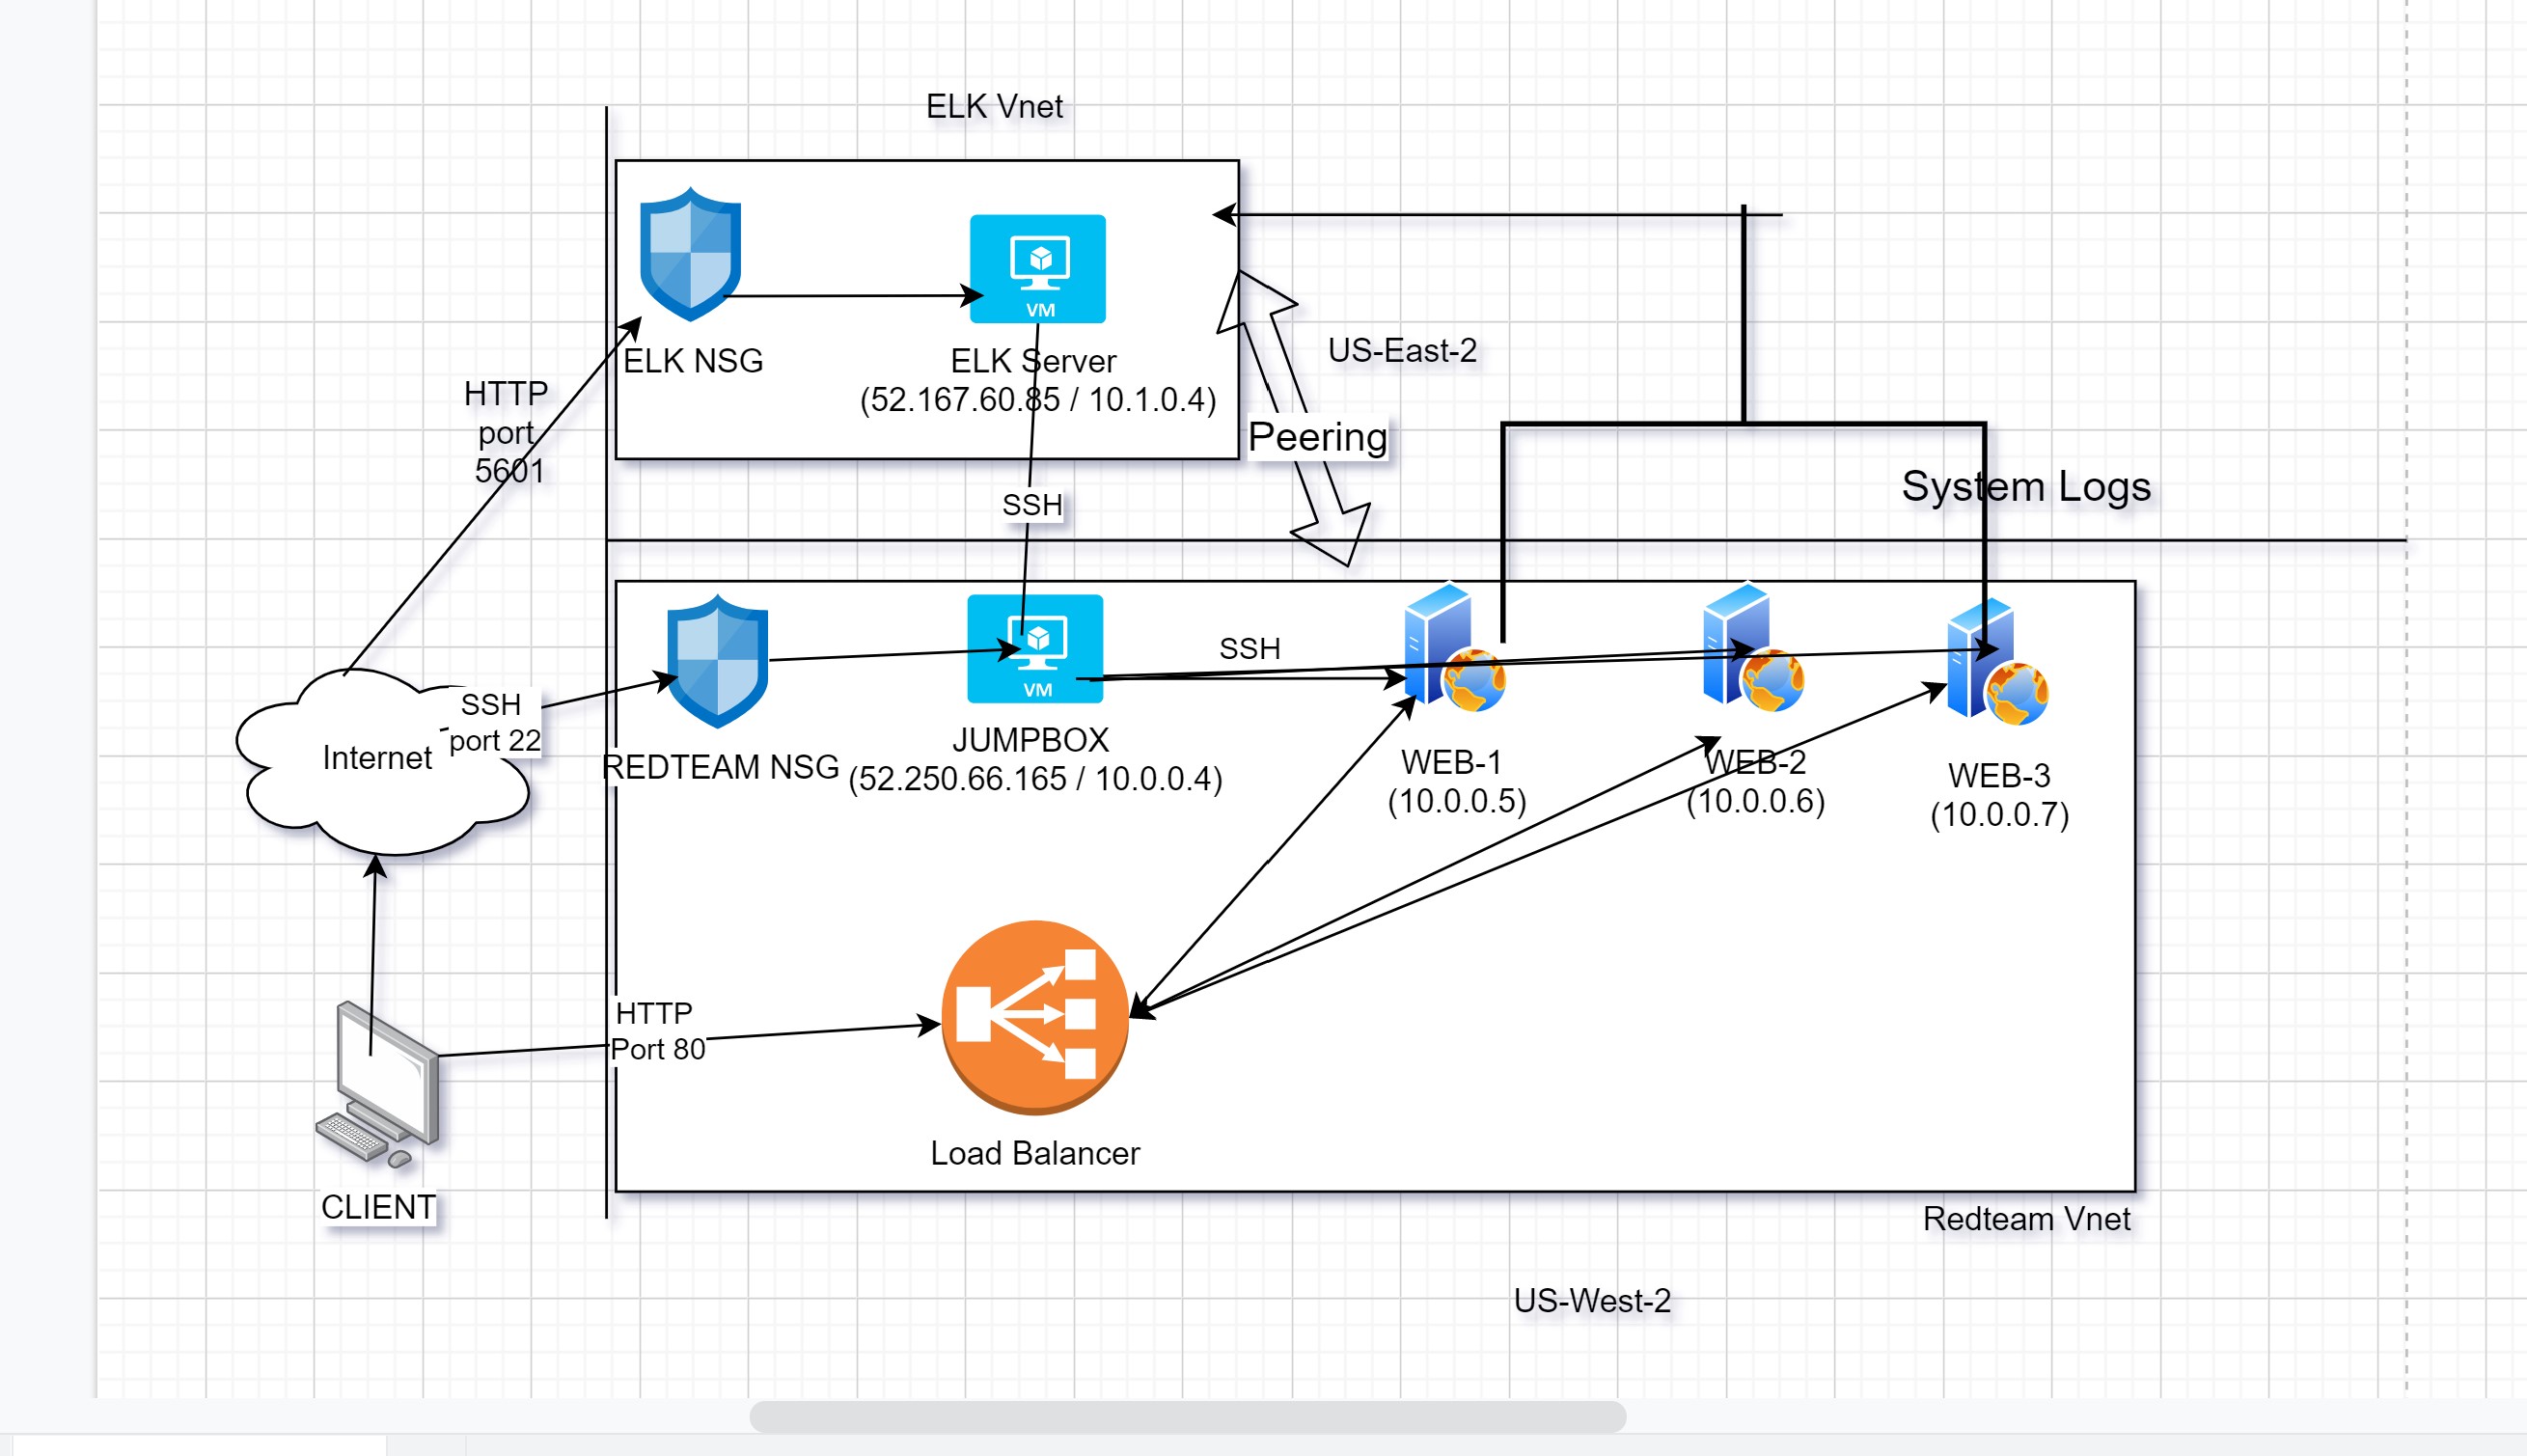 ELK Vnet
VM
ELK NSG
ELK Server
(52.167.60.85 / 10.1.0.4)
US-East-2
HTTP
port
5601
Peering
System Logs
SSH
VM
SSH
SSH
port 22
Internet
REDTEAM NSG
JUMPBOX
(52.250.66.165 / 10.0.0.4)
WEB-1
(10.0.0.5)
WEB-2
(10.0.0.6)
WEB-3
(10.0.0.7)
HTTP
Port 80
Load Balancer
CLIENT
Redteam Vnet
US-West-2